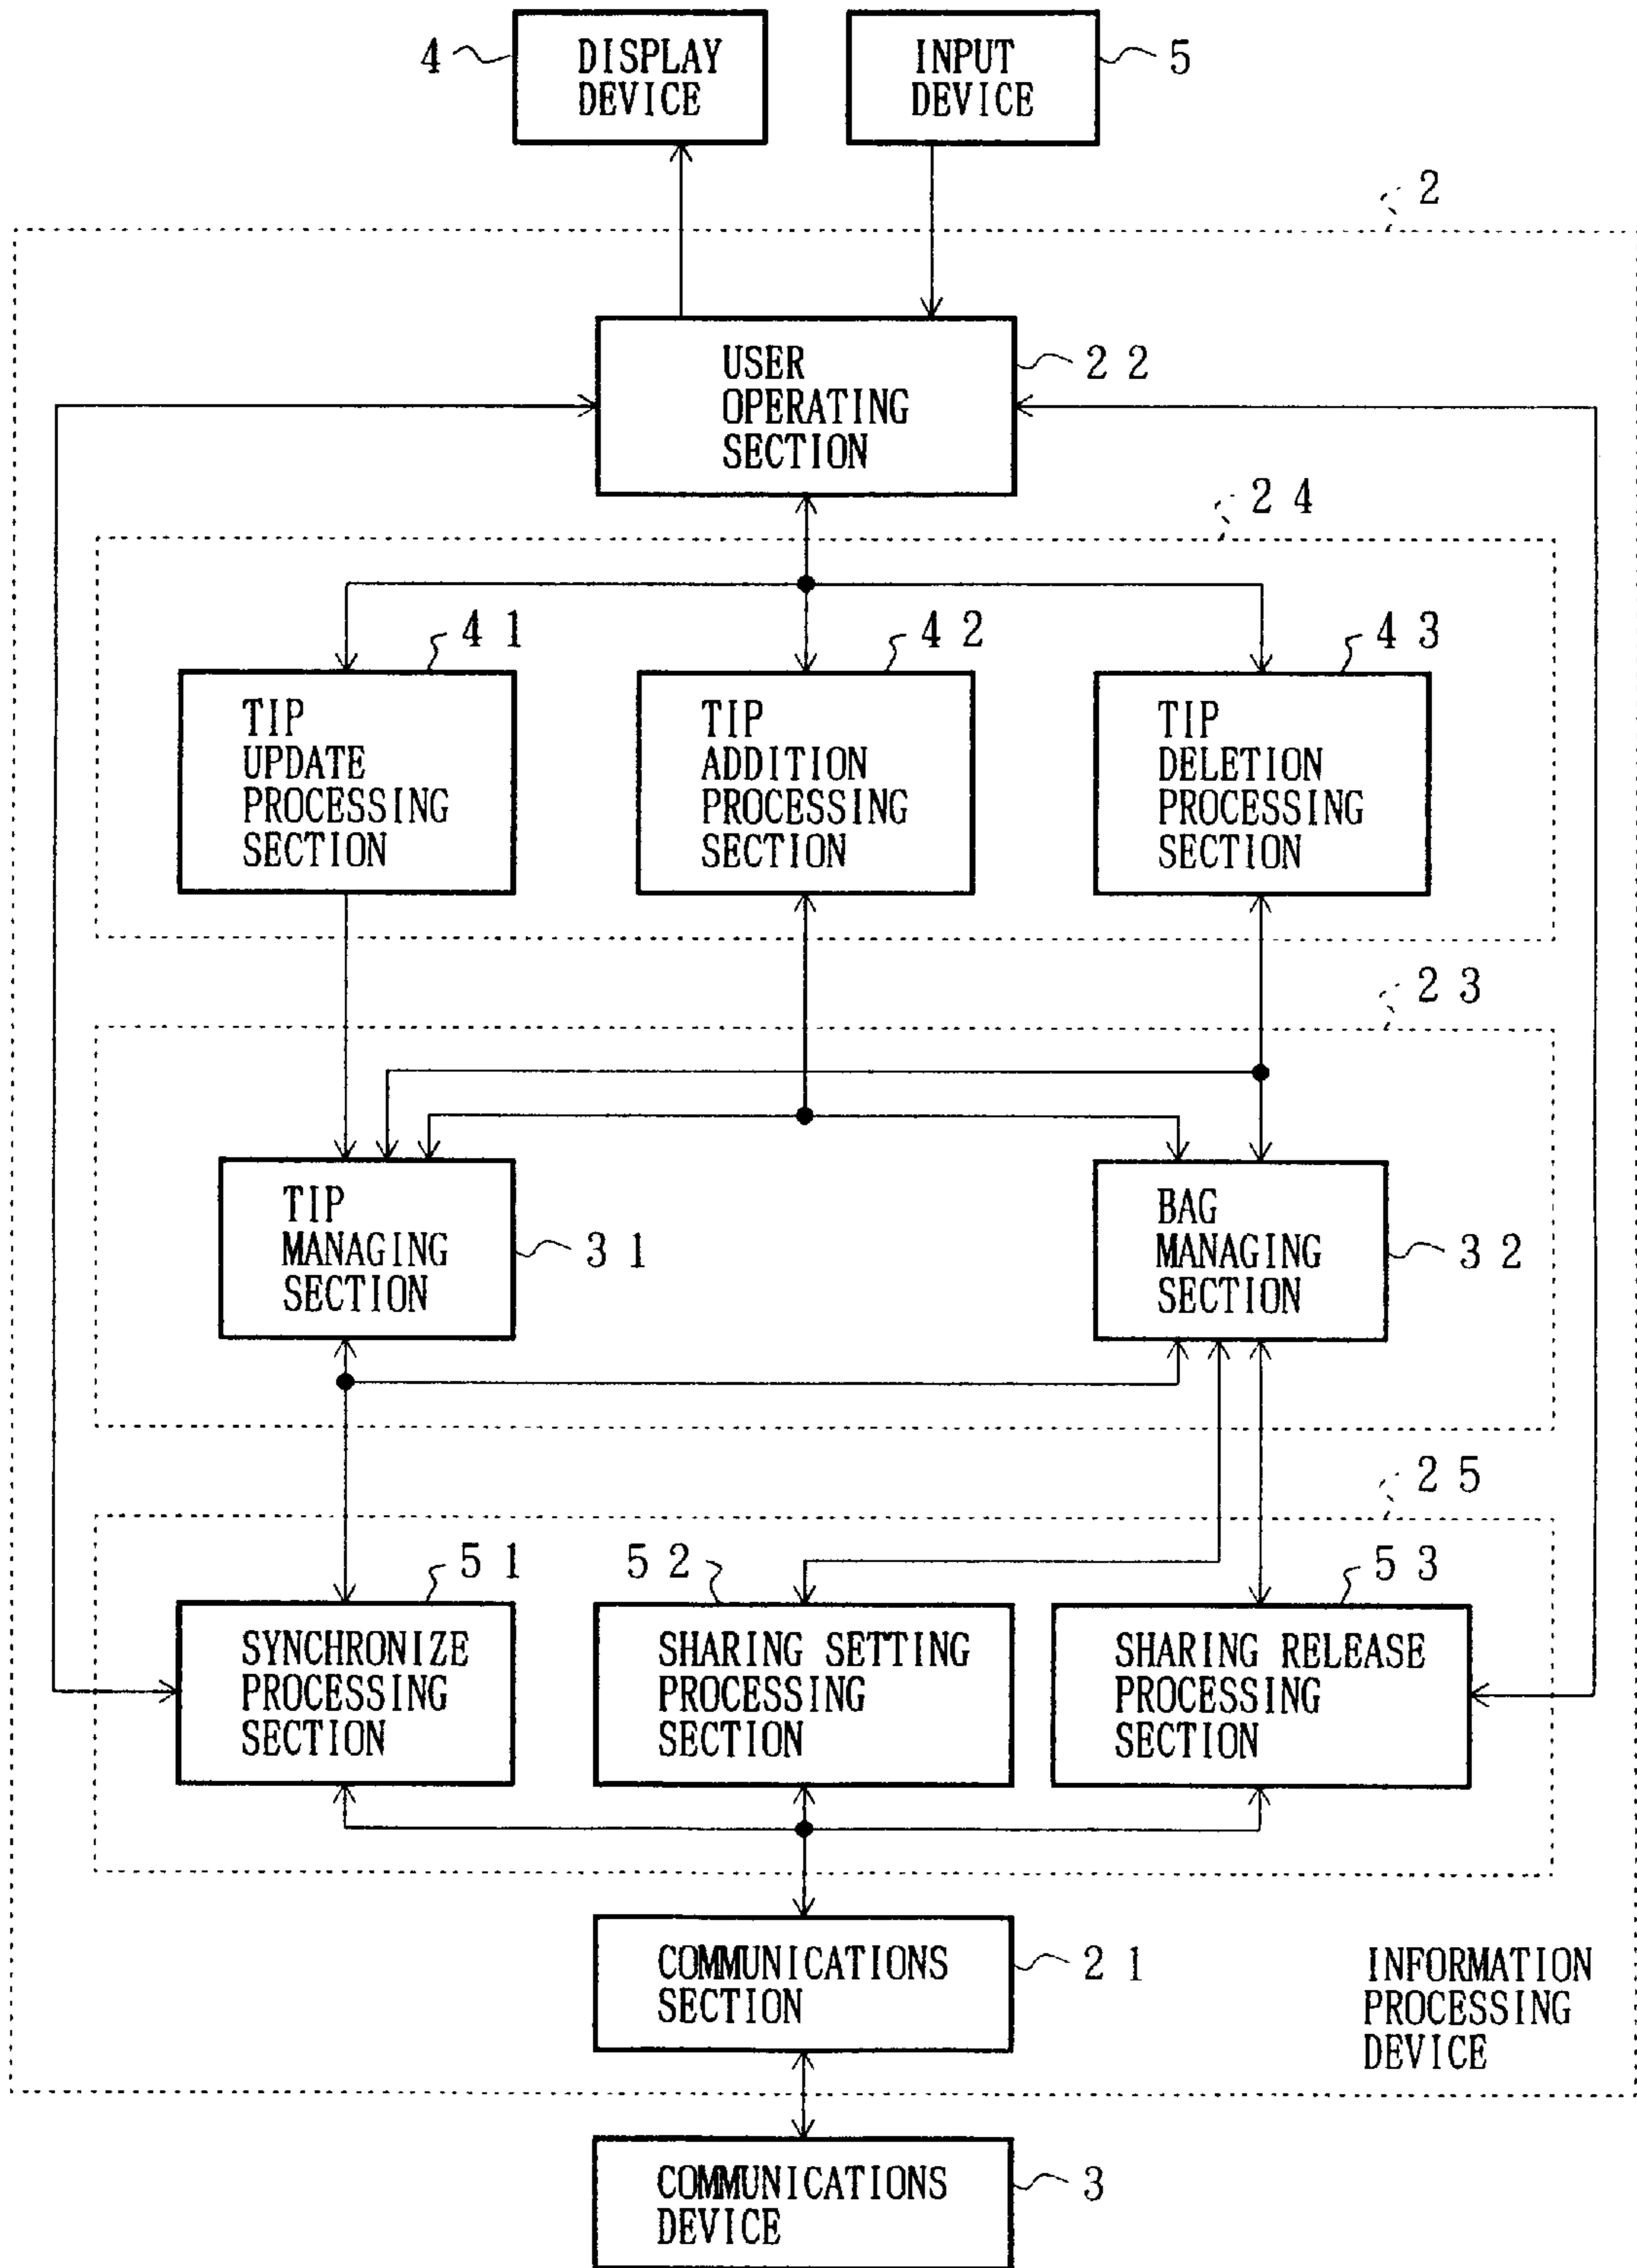 4
DISPLAY
DEVICE
INPUT
DEVICE
5
2
USER
OPERATING
SECTION
22
24
41
42
43
TIP
UPDATE
PROCESSING
SECTION
TIP
ADDITION
PROCESSING
SECTION
TIP
DELETION
PROCESSING
SECTION
23
TIP
MANAGING
SECTION
31
BAG
MANAGING
SECTION
32
25
51
52
53
SYNCHRONIZE
PROCESSING
SECTION
SHARING SETTING
PROCESSING
SECTION
SHARING RELEASE
PROCESSING
SECTION
COMMUNICATIONS
SECTION
21
INFORMATION
PROCESSING
DEVICE
COMMUNICATIONS
DEVICE
3